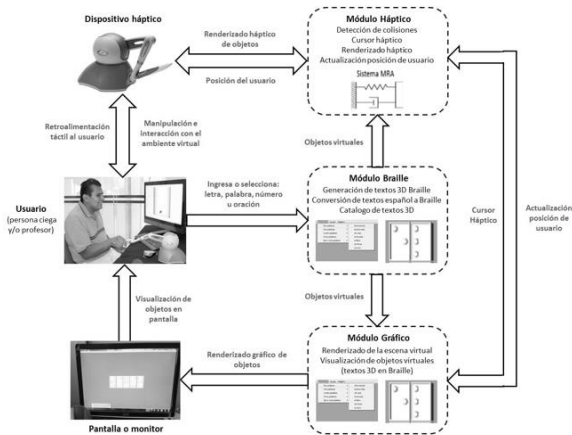 Dispositivo háptico
Renderizado háptico
de objetos
Posición del usuario
Módulo Háptico
Detección de colisiones
Cursor háptico
Renderizado háptico
Actualización posición de usuario
Sistema MRA
Retroalimentación
táctil al usuario
Manipulación e
interacción con el
ambiente virtual
Objetos virtuales
Usuario
(persona ciega
y/o profesor)
Ingresa o selecciona:
letra, palabra, número
u oración
Módulo Braille
Generación de textos 3D Braille
Conversión de textos español a Braille
Catalogo de textos 3D
Cursor
Háptico
Actualización
posición de
usuario
Visualización de
objetos en
pantalla
Objetos virtuales
Renderizado gráfico de
objetos
Módulo Gráfico
Renderizado de la escena virtual
Visualización de objetos virtuales
(textos 3D en Braille)
Pantalla o monitor